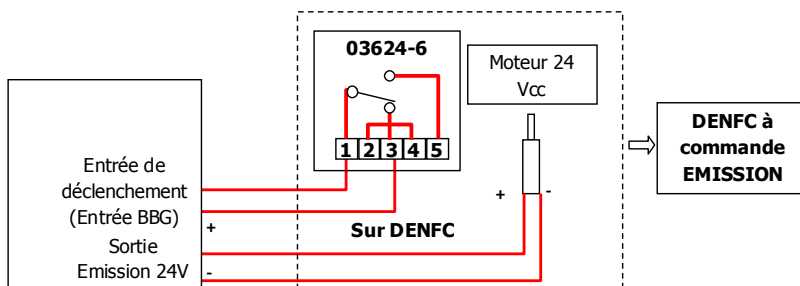 03624-6
1 2 3 4 5
Moteur 24
Vcc
DENFC à
commande
EMISSION
Entrée de
déclenchement
(Entrée BBG)
+
Sortie
Emission 24V
-
Sur DENFC
+
-